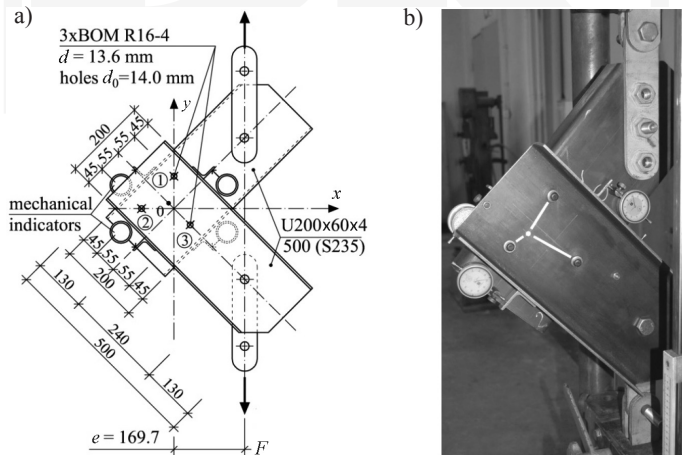 a)
b)
3xBOM R16-4
d = 13.6 mm
holes d₀=14.0 mm
200
45 55 55 45
y
x
①
0
②
③
mechanical
indicators
U200x60x4
500 (S235)
45 55 55 45
200
130
240
500
130
e = 169.7
F